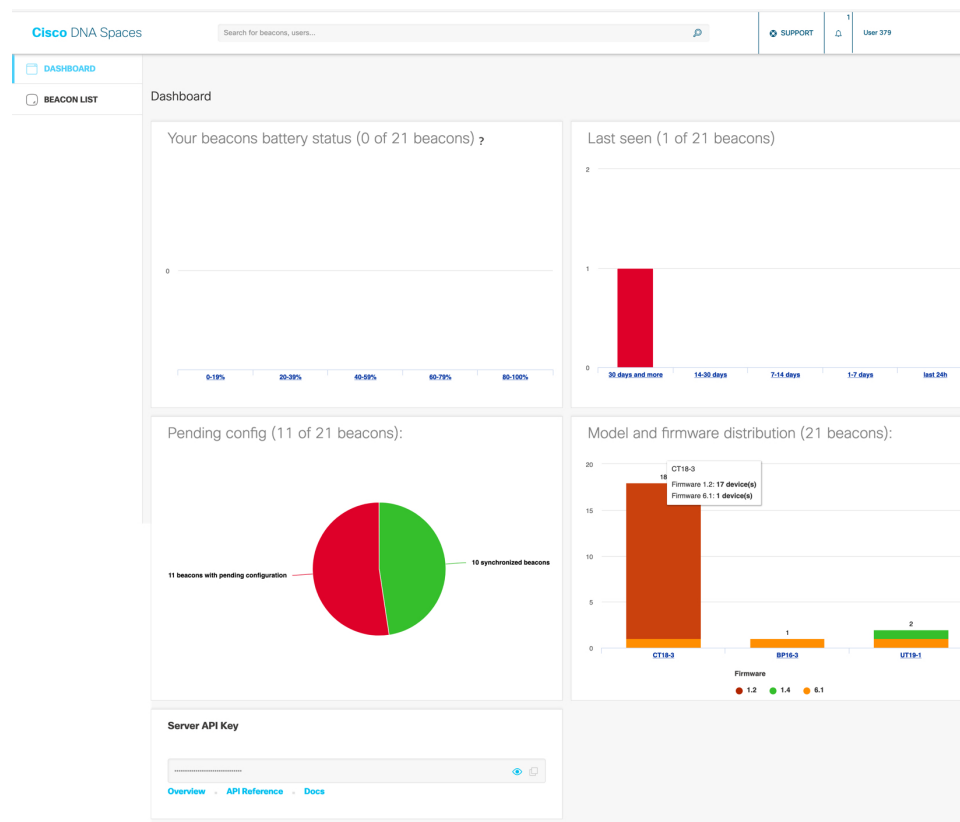 Cisco DNA Spaces
Search for beacons, users...
SUPPORT
1
User 379
DASHBOARD
BEACON LIST
Dashboard
Your beacons battery status (0 of 21 beacons) ?
0
0-19%
20-39%
40-59%
60-79%
80-100%
Last seen (1 of 21 beacons)
2
1
0
30 days and more
14-30 days
7-14 days
1-7 days
last 24h
Pending config (11 of 21 beacons):
11 beacons with pending configuration
10 synchronized beacons
Model and firmware distribution (21 beacons):
20
15
10
5
0
18
CT18-3
Firmware 1.2: 17 device(s)
Firmware 6.1: 1 device(s)
1
2
CT18-3
BP16-3
UT19-1
Firmware
1.2
1.4
6.1
Server API Key
Overview
API Reference
Docs